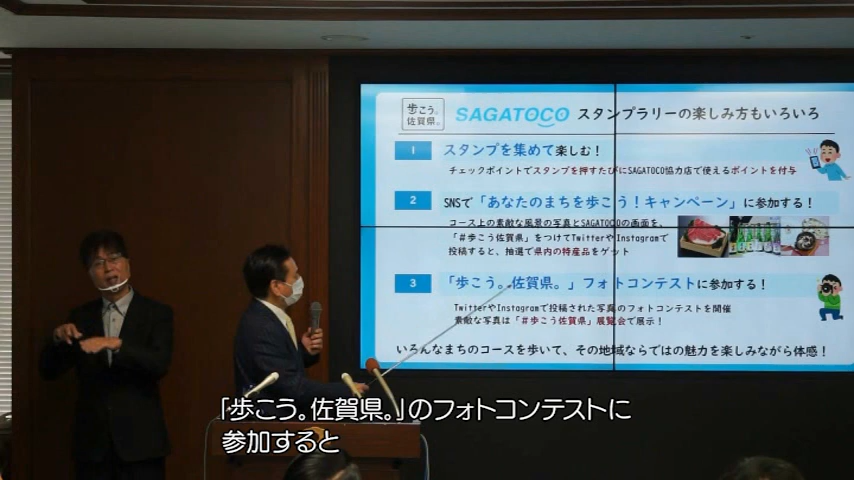 歩こう。
佐賀県。
SAGATOCO スタンプラリーの楽しみ方もいろいろ
1 スタンプを集めて楽しむ！
チェックポイントでスタンプを押すたびにSAGATOCO協力店で使えるポイントを付与
2 SNSで「あなたのまちを歩こう！キャンペーン」に参加する！
コース上の素敵な風景の写真とSAGATOCOの画面を、
「＃歩こう佐賀県」をつけてTwitterやInstagramで
投稿すると、抽選で県内の特産品をゲット
3 「歩こう。佐賀県。」フォトコンテストに参加する！
TwitterやInstagramで投稿された写真のフォトコンテストを開催
素敵な写真は「＃歩こう佐賀県」展覧会で展示！
いろんなまちのコースを歩いて、その地域ならではの魅力を楽しみながら体感！
「歩こう。佐賀県。」のフォトコンテストに
参加すると